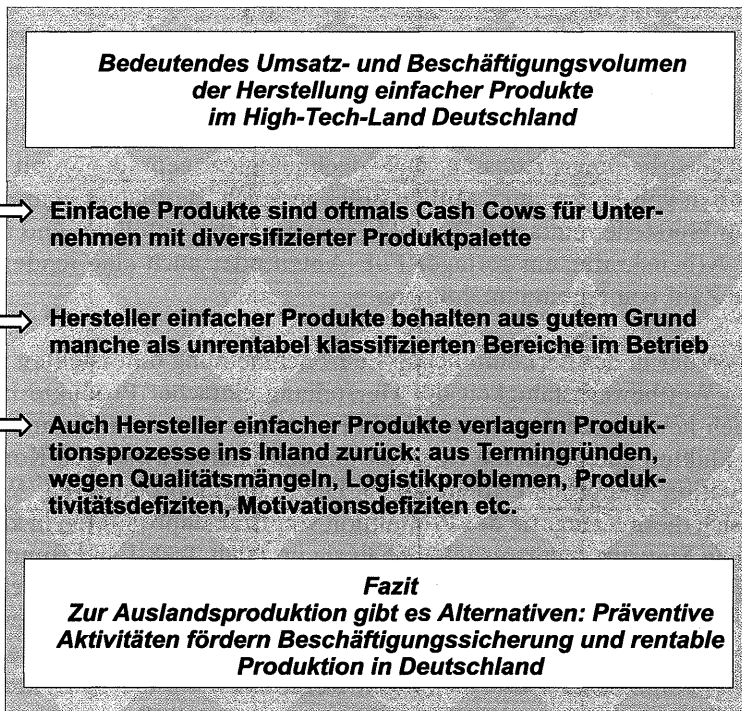 Bedeutendes Umsatz- und Beschäftigungsvolumen
der Herstellung einfacher Produkte
im High-Tech-Land Deutschland
Einfache Produkte sind oftmals Cash Cows für Unter-
nehmen mit diversifizierter Produktpalette
Hersteller einfacher Produkte behalten aus gutem Grund
manche als unrentabel klassifizierten Bereiche im Betrieb
Auch Hersteller einfacher Produkte verlagern Produk-
tionsprozesse ins Inland zurück: aus Termingründen,
wegen Qualitätsmängeln, Logistikproblemen, Produk-
tivitätsdefiziten, Motivationsdefiziten etc.
Fazit
Zur Auslandsproduktion gibt es Alternativen: Präventive
Aktivitäten fördern Beschäftigungssicherung und rentable
Produktion in Deutschland